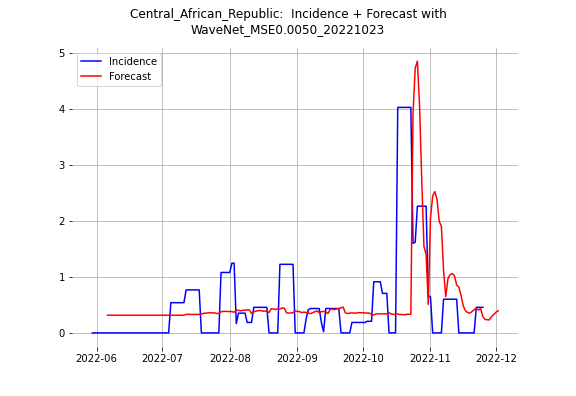 Central_African_Republic:  Incidence + Forecast with
WaveNet_MSE0.0050_20221023
Incidence
Forecast
5
4
3
2
1
0
2022-06 2022-07 2022-08 2022-09 2022-10 2022-11 2022-12